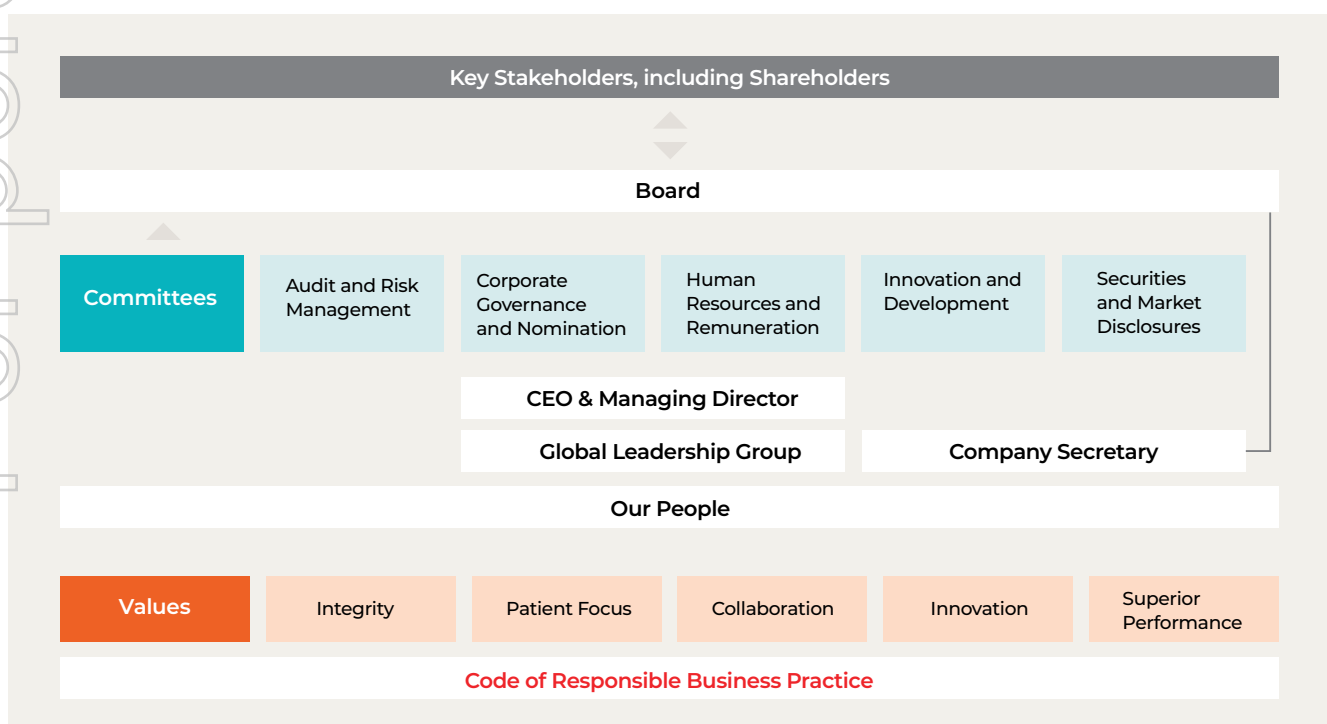 Key Stakeholders, including Shareholders
Board
Committees
Audit and Risk
Management
Corporate
Governance
and Nomination
Human
Resources and
Remuneration
Innovation and
Development
Securities
and Market
Disclosures
CEO & Managing Director
Global Leadership Group
Company Secretary
Our People
Values
Integrity
Patient Focus
Collaboration
Innovation
Superior
Performance
Code of Responsible Business Practice